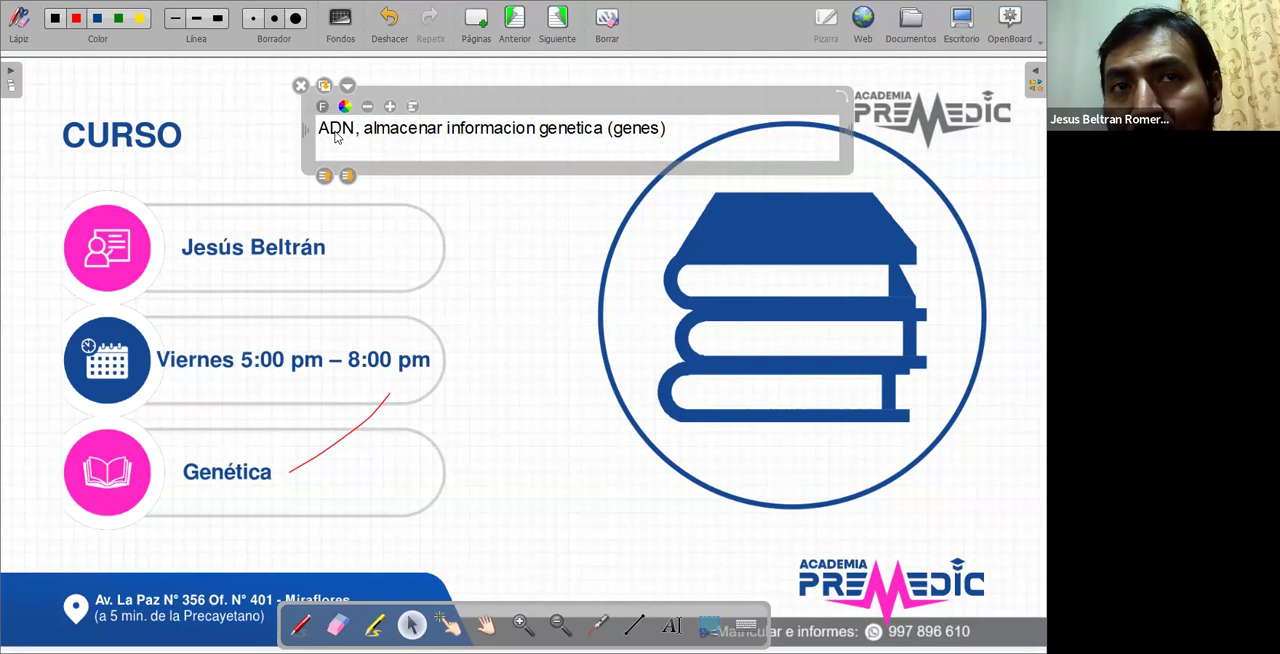 Lápiz
Color
Línea
Borrador
Fondos
Deshacer
Repetir
Páginas
Anterior
Siguiente
Borrar
Pizarra
Web
Documentos
Escritorio
OpenBoard
F
ADN, almacenar informacion genetica (genes)
ACADEMIA
PREMEDIC
Jesus Beltran Romer...
CURSO
Jesús Beltrán
Viernes 5:00 pm – 8:00 pm
Genética
ACADEMIA
PREMEDIC
Av. La Paz N° 356 Of. N° 401 - Miraflores
(a 5 min. de la Precayetano)
AI
Matricular e informes: 997 896 610